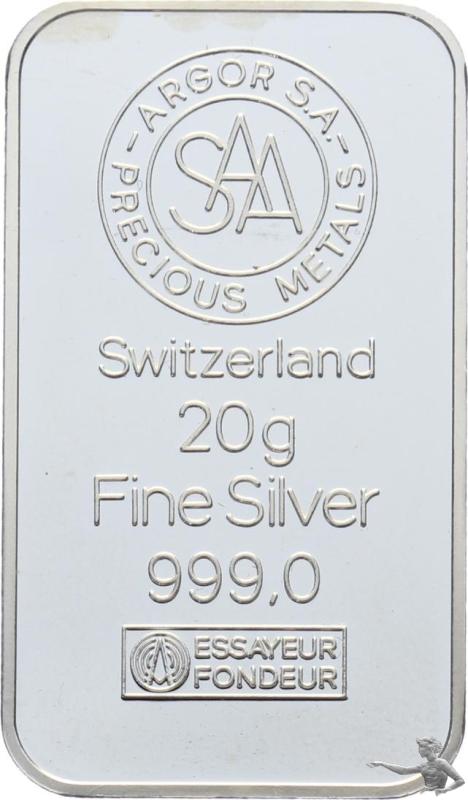 ARGOR S.A.
SAA
PRECIOUS METALS
Switzerland
20g
Fine Silver
999,0
ESSAYEUR
FONDEUR